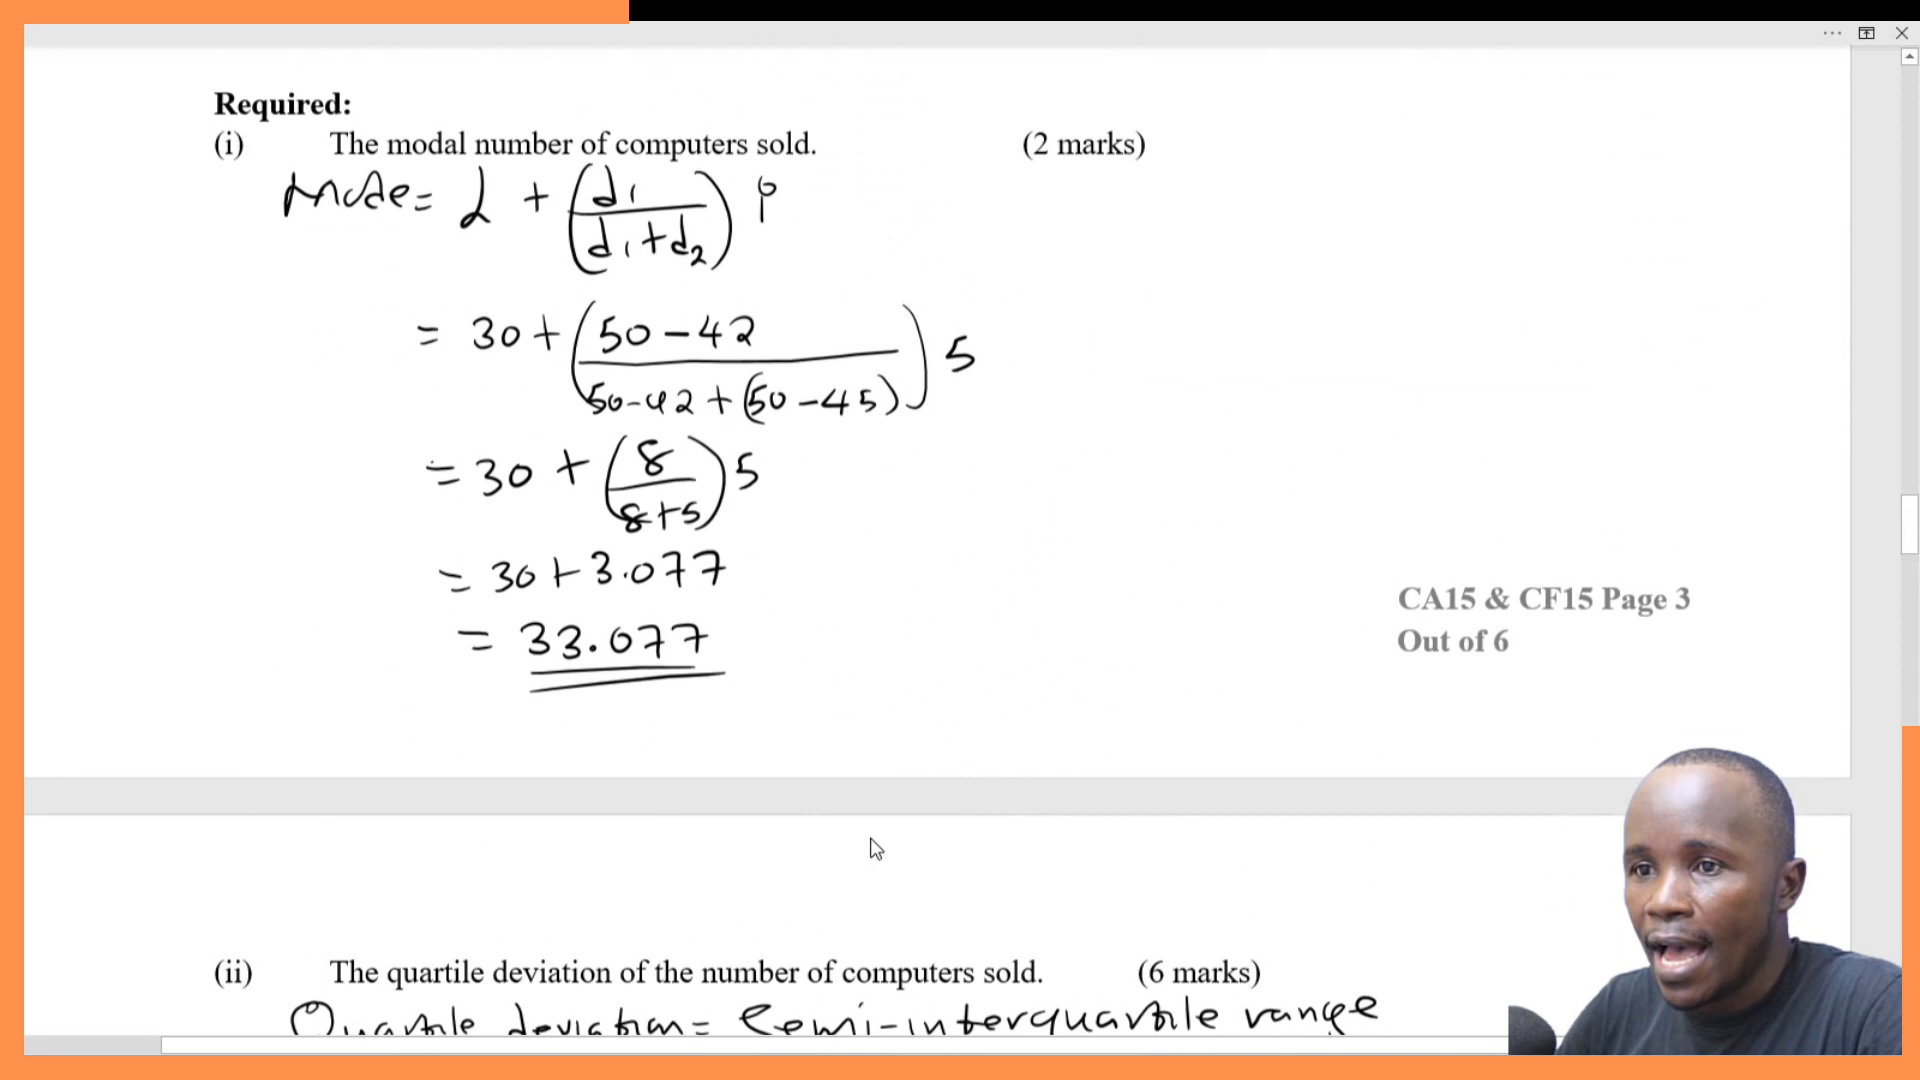 Required:
(i) The modal number of computers sold. (2 marks)
Mode = L + (d1 / (d1+d2)) i
= 30 + (50-42 / 50-42 + (50-45)) 5
= 30 + (8 / 8+5) 5
= 30 + 3.077
= 33.077
CA15 & CF15 Page 3
Out of 6
(ii) The quartile deviation of the number of computers sold. (6 marks)
Quartile deviation = Semi-interquartile range